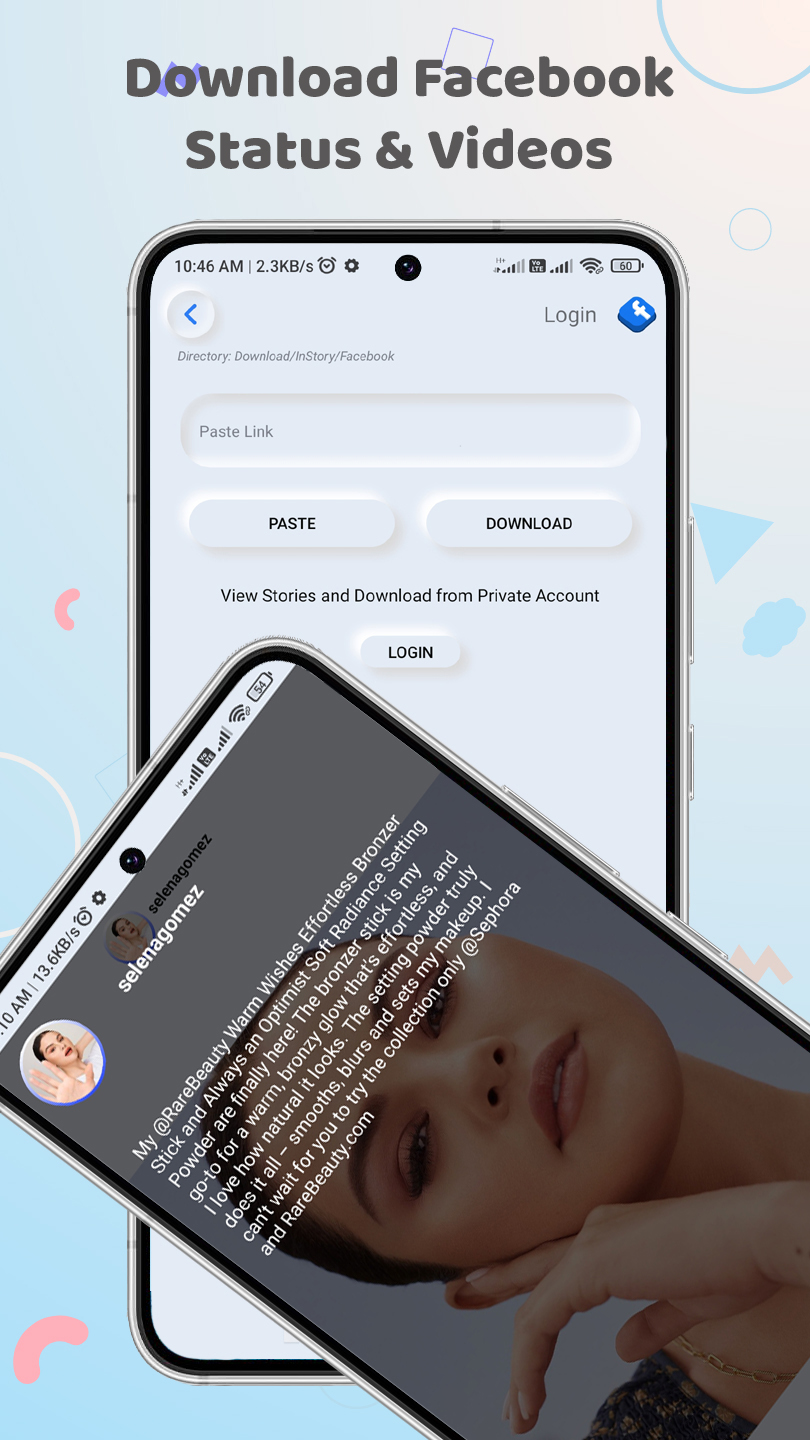 Download Facebook
Status & Videos
10:46 AM | 2.3KB/s
H+
Vo
LTE
60
Login
Directory: Download/InStory/Facebook
Paste Link
PASTE
DOWNLOAD
View Stories and Download from Private Account
LOGIN
:10 AM | 13.6KB/s
H+
Vo
LTE
54
selenagomez
selenagomez
My @RareBeauty Warm Wishes Effortless Bronzer
Stick and Always an Optimist Soft Radiance Setting
Powder are finally here! The bronzer stick is my
go-to for a warm, bronzy glow that's effortless, and
I love how natural it looks. The setting powder truly
does it all – smooths, blurs and sets my makeup. I
can't wait for you to try the collection only @Sephora
and RareBeauty.com